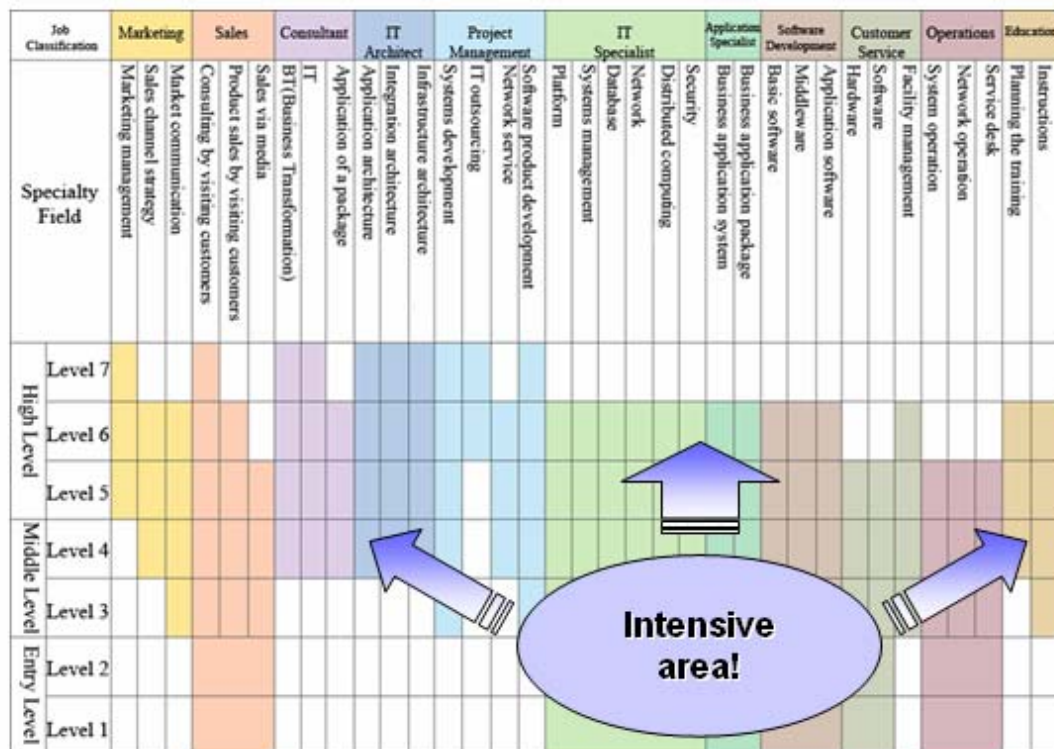 Job
Classification
Marketing
Sales
Consultant
IT
Architect
Project
Management
IT
Specialist
Application
Specialist
Software
Development
Customer
Service
Operations
Education
Specialty
Field
Marketing management
Sales channel strategy
Market communication
Consulting by visiting customers
Product sales by visiting customers
Sales via media
BT(Business Transformation)
IT
Application of a package
Application architecture
Integration architecture
Infrastructure architecture
Systems development
IT outsourcing
Network service
Software product development
Platform
Systems management
Database
Network
Distributed computing
Security
Business application system
Business application package
Basic software
Middleware
Application software
Hardware
Software
Facility management
System operation
Network operation
Service desk
Planning the training
Instructions
High Level
Level 7
Level 6
Level 5
Middle Level
Level 4
Level 3
Entry Level
Level 2
Level 1
Intensive
area!